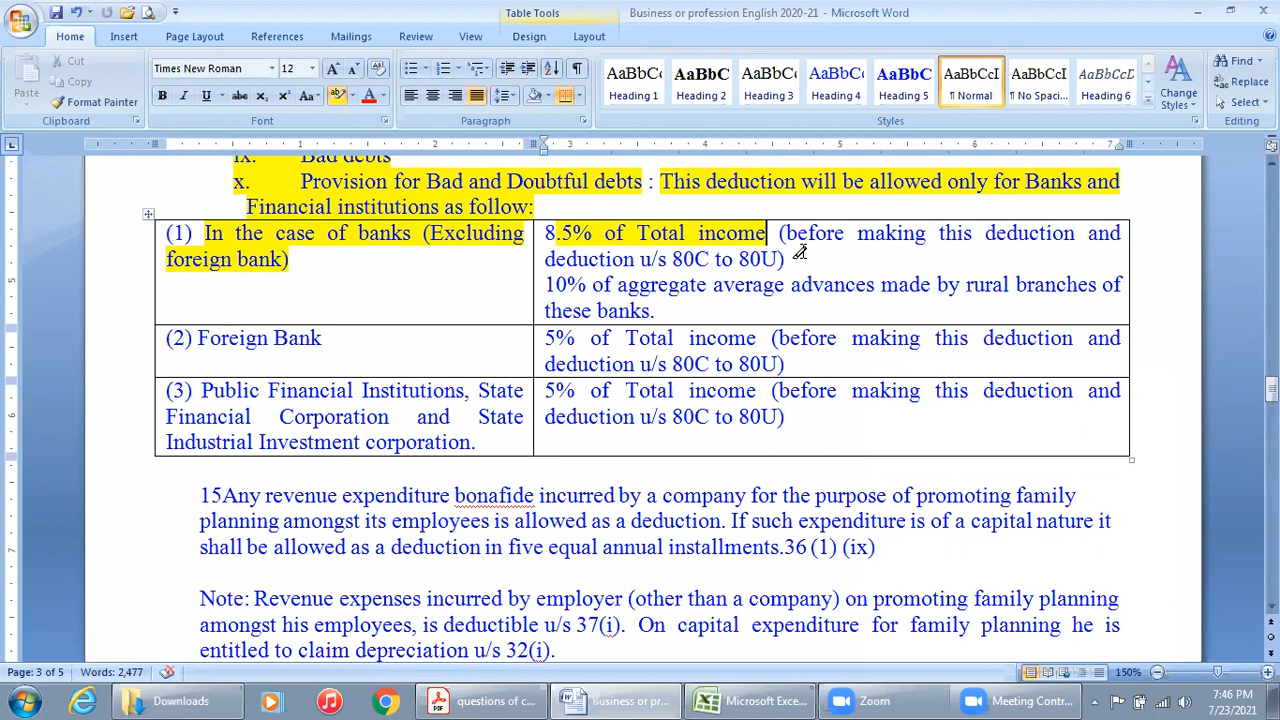 Table Tools
Business or profession English 2020-21 - Microsoft Word
Home Insert Page Layout References Mailings Review View Design Layout
Cut
Copy
Format Painter
Paste
Clipboard
Times New Roman 12
Font
Paragraph
AaBbCc AaBbC AaBbCc AaBbCc AaBbC AaBbCcI AaBbCcI AaBbCcD
Heading 1 Heading 2 Heading 3 Heading 4 Heading 5 ¶ Normal ¶ No Spaci... Heading 6
Change Styles
Styles
Find
Replace
Select
Editing
ix. Bad debts
x. Provision for Bad and Doubtful debts : This deduction will be allowed only for Banks and
Financial institutions as follow:
(1) In the case of banks (Excluding
foreign bank)
8.5% of Total income (before making this deduction and
deduction u/s 80C to 80U)
10% of aggregate average advances made by rural branches of
these banks.
(2) Foreign Bank
5% of Total income (before making this deduction and
deduction u/s 80C to 80U)
(3) Public Financial Institutions, State
Financial Corporation and State
Industrial Investment corporation.
5% of Total income (before making this deduction and
deduction u/s 80C to 80U)
15Any revenue expenditure bonafide incurred by a company for the purpose of promoting family
planning amongst its employees is allowed as a deduction. If such expenditure is of a capital nature it
shall be allowed as a deduction in five equal annual installments.36 (1) (ix)
Note: Revenue expenses incurred by employer (other than a company) on promoting family planning
amongst his employees, is deductible u/s 37(i). On capital expenditure for family planning he is
entitled to claim depreciation u/s 32(i).
Page: 3 of 5 Words: 2,477 150%
Downloads questions of c... Business or pr... Microsoft Exce... Zoom Meeting Contr... 7:46 PM
7/23/2021